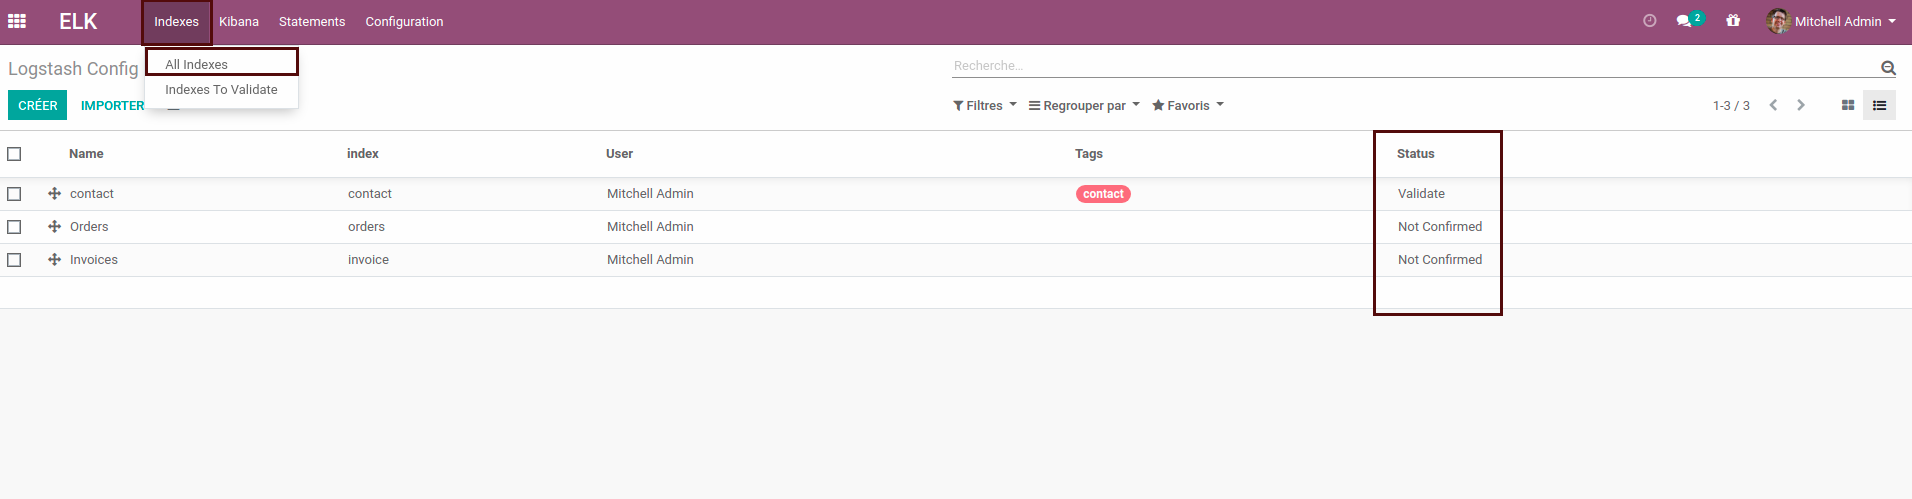 ELK Indexes Kibana Statements Configuration 2 Mitchell Admin
Logstash Config All Indexes Recherche...
Indexes To Validate
CRÉER IMPORTER Filtres Regrouper par Favoris 1-3 / 3
Name index User Tags Status
contact contact Mitchell Admin contact Validate
Orders orders Mitchell Admin Not Confirmed
Invoices invoice Mitchell Admin Not Confirmed